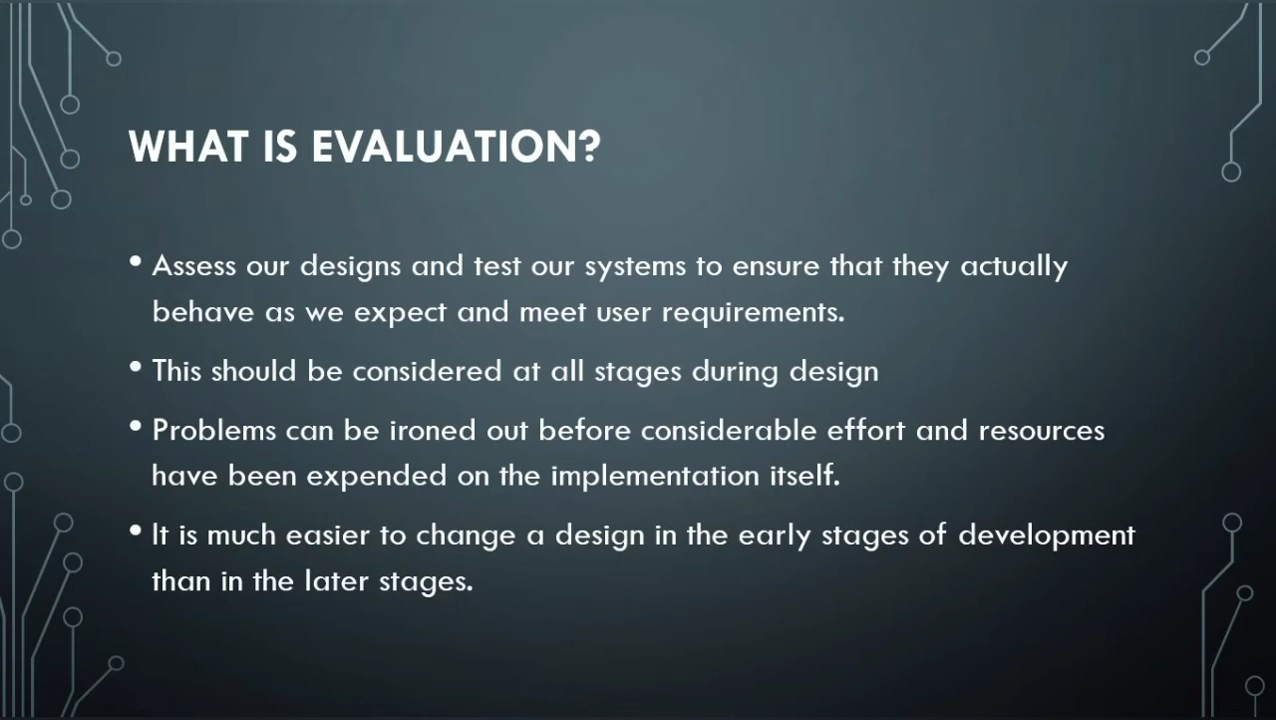 WHAT IS EVALUATION?
• Assess our designs and test our systems to ensure that they actually
behave as we expect and meet user requirements.
• This should be considered at all stages during design
• Problems can be ironed out before considerable effort and resources
have been expended on the implementation itself.
• It is much easier to change a design in the early stages of development
than in the later stages.